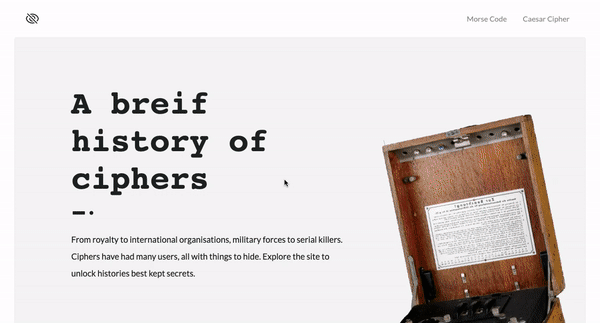 Morse Code Caesar Cipher
A breif
history of
ciphers
From royalty to international organisations, military forces to serial killers.
Ciphers have had many users, all with things to hide. Explore the site to
unlock histories best kept secrets.